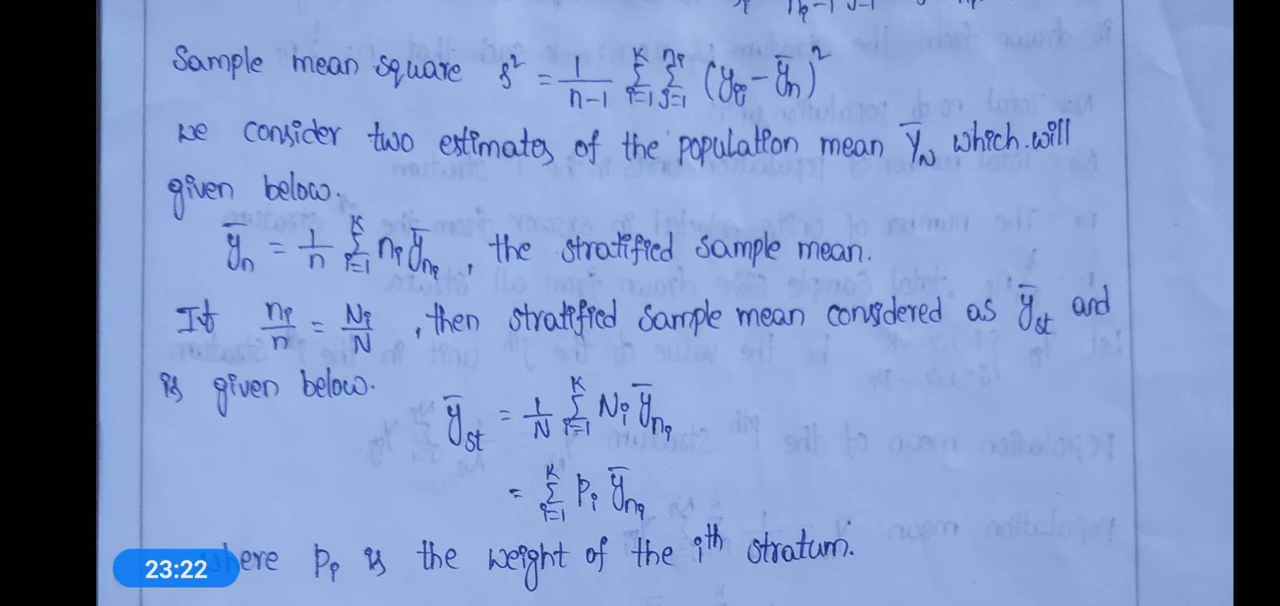 Sample mean square s² = 1/(n-1) Σ_{i=1}^{K} Σ_{j=1}^{n_i} (y_{ij} - ȳ_n)²
we consider two estimates of the population mean Ȳ_N which will
given below.
ȳ_n = 1/n Σ_{i=1}^{K} n_i ȳ_{n_i}, the stratified sample mean.
If n_i/n = N_i/N, then stratified sample mean considered as ȳ_st and
is given below.
ȳ_st = 1/N Σ_{i=1}^{K} N_i ȳ_{n_i}
= Σ_{i=1}^{K} P_i ȳ_{n_i}
where P_i is the weight of the i^th stratum.
23:22